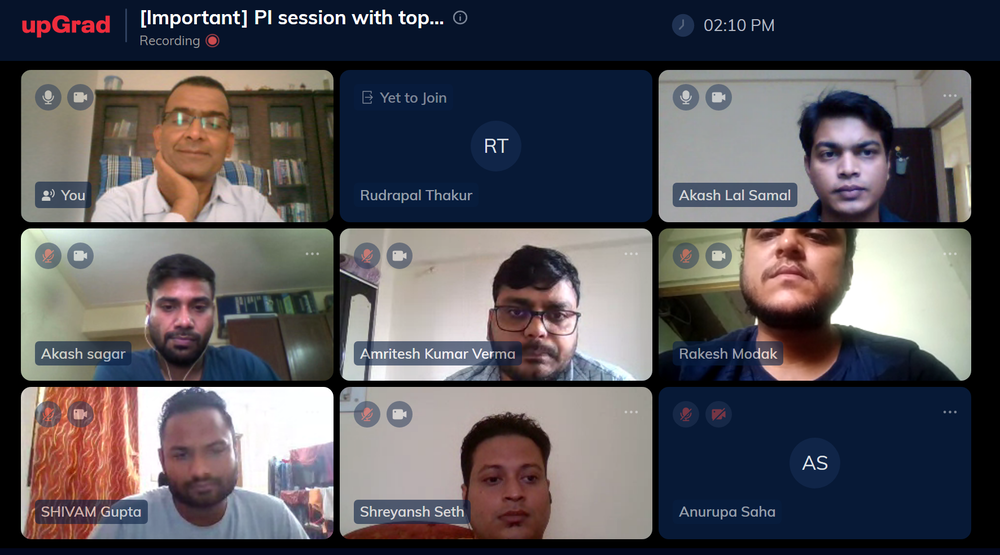 upGrad
[Important] PI session with top...
Recording
02:10 PM
You
Yet to Join
RT
Rudrapal Thakur
Akash Lal Samal
Akash sagar
Amritesh Kumar Verma
Rakesh Modak
SHIVAM Gupta
Shreyansh Seth
AS
Anurupa Saha